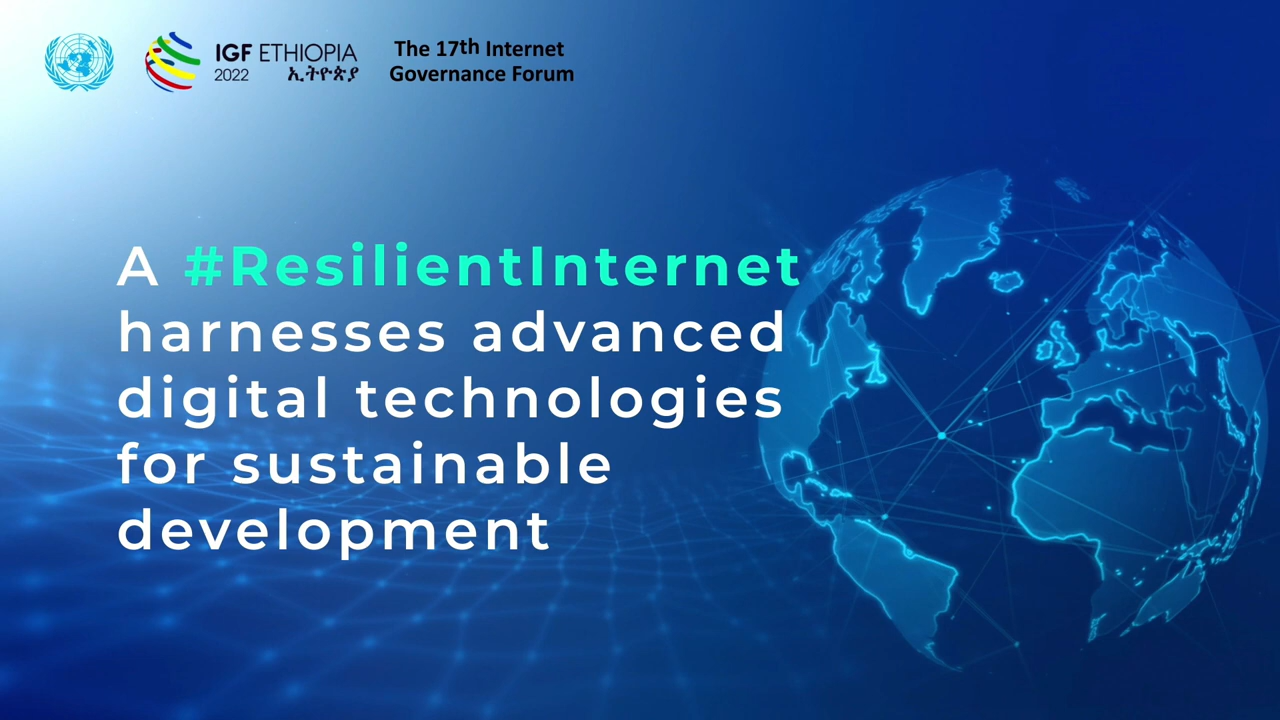 IGF ETHIOPIA
2022 ኢትዮጵያ
The 17th Internet
Governance Forum
A #ResilientInternet
harnesses advanced
digital technologies
for sustainable
development